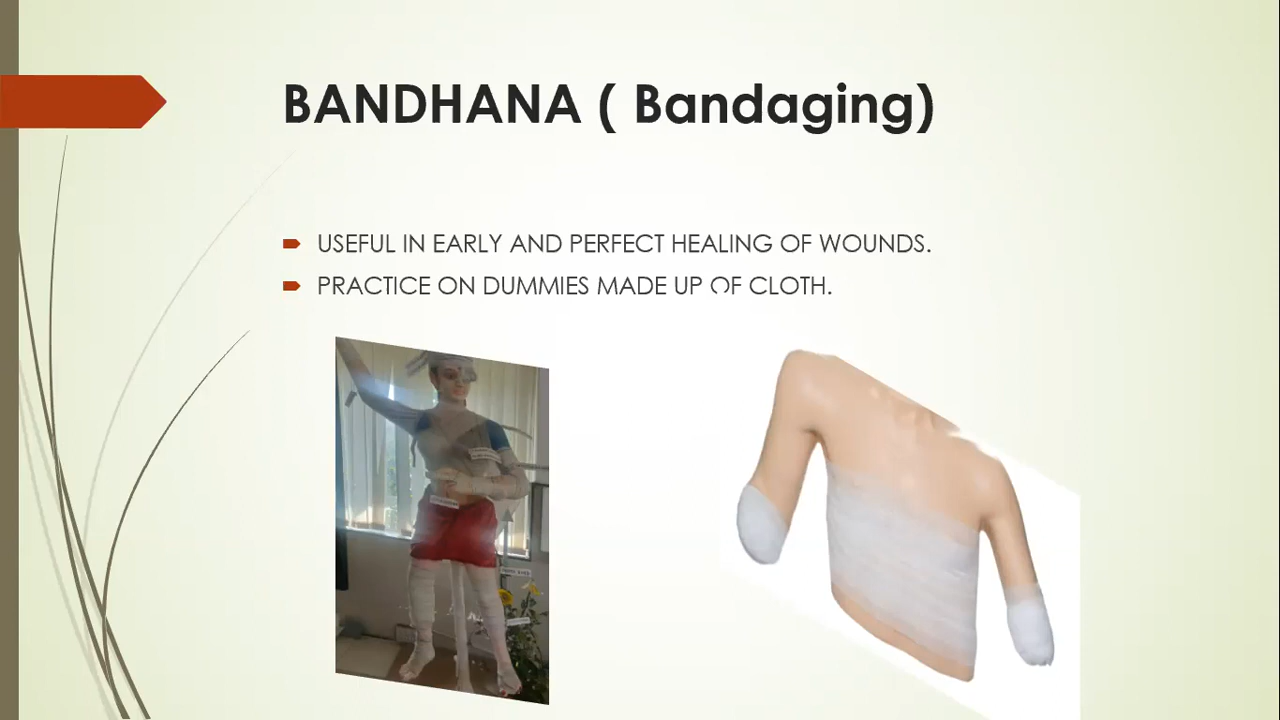 BANDHANA ( Bandaging)
USEFUL IN EARLY AND PERFECT HEALING OF WOUNDS.
PRACTICE ON DUMMIES MADE UP OF CLOTH.